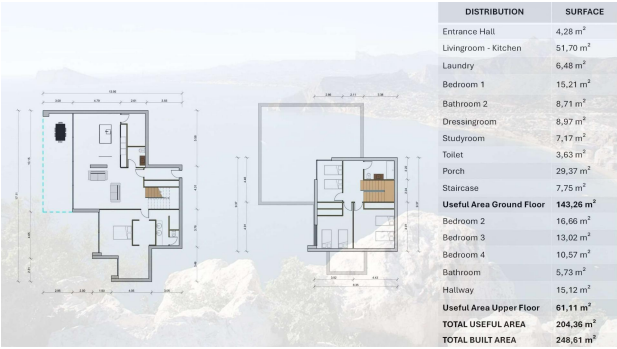 DISTRIBUTION SURFACE
Entrance Hall 4,28 m²
Livingroom - Kitchen 51,70 m²
Laundry 6,48 m²
Bedroom 1 15,21 m²
Bathroom 2 8,71 m²
Dressingroom 8,97 m²
Studyroom 7,17 m²
Toilet 3,63 m²
Porch 29,37 m²
Staircase 7,75 m²
Useful Area Ground Floor 143,26 m²
Bedroom 2 16,66 m²
Bedroom 3 13,02 m²
Bedroom 4 10,57 m²
Bathroom 5,73 m²
Hallway 15,12 m²
Useful Area Upper Floor 61,11 m²
TOTAL USEFUL AREA 204,36 m²
TOTAL BUILT AREA 248,61 m²